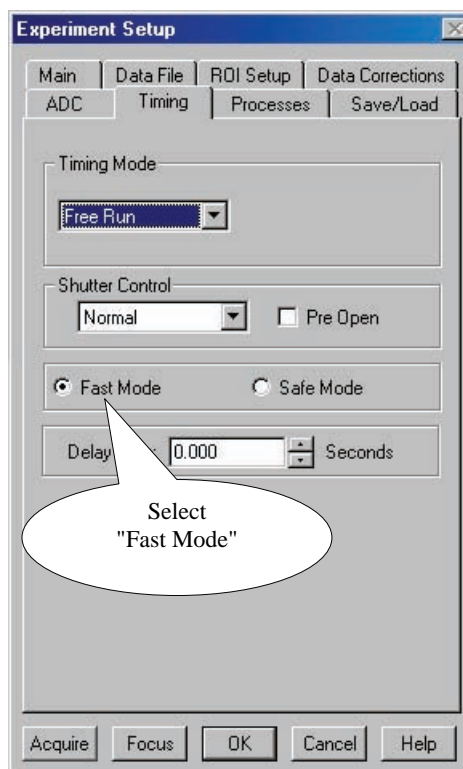 Experiment Setup
Main Data File ROI Setup Data Corrections
ADC Timing Processes Save/Load
Timing Mode
Free Run
Shutter Control
Normal Pre Open
Fast Mode Safe Mode
Delay 0.000 Seconds
Select
"Fast Mode"
Acquire Focus OK Cancel Help